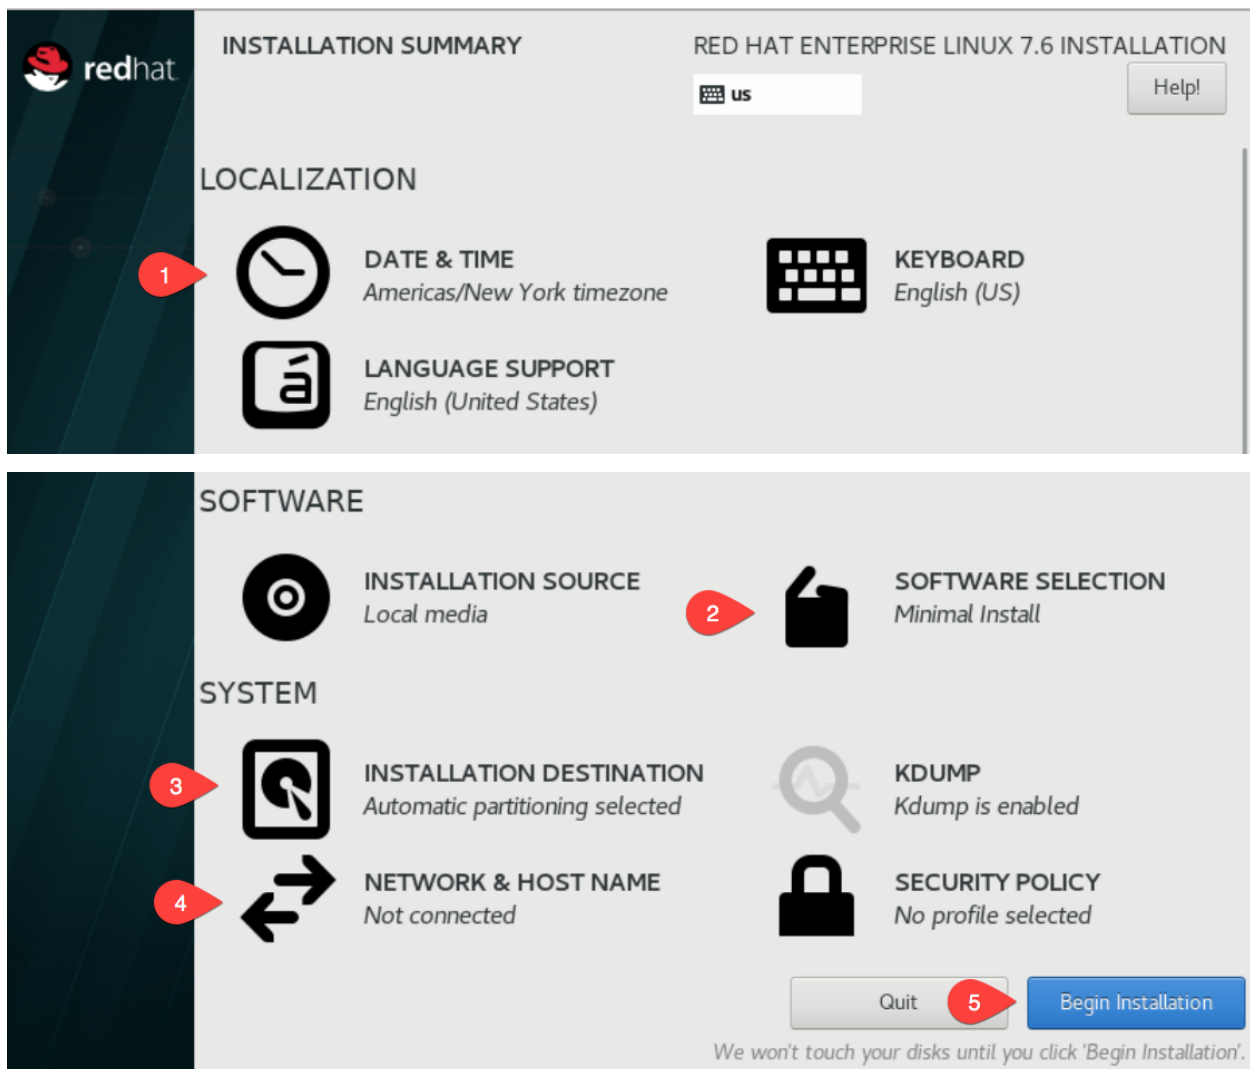 redhat.
INSTALLATION SUMMARY
RED HAT ENTERPRISE LINUX 7.6 INSTALLATION
us
Help!
LOCALIZATION
1
DATE & TIME
Americas/New York timezone
KEYBOARD
English (US)
á
LANGUAGE SUPPORT
English (United States)
SOFTWARE
INSTALLATION SOURCE
Local media
2
SOFTWARE SELECTION
Minimal Install
SYSTEM
3
INSTALLATION DESTINATION
Automatic partitioning selected
KDUMP
Kdump is enabled
4
NETWORK & HOST NAME
Not connected
SECURITY POLICY
No profile selected
Quit
5
Begin Installation
We won't touch your disks until you click 'Begin Installation'.